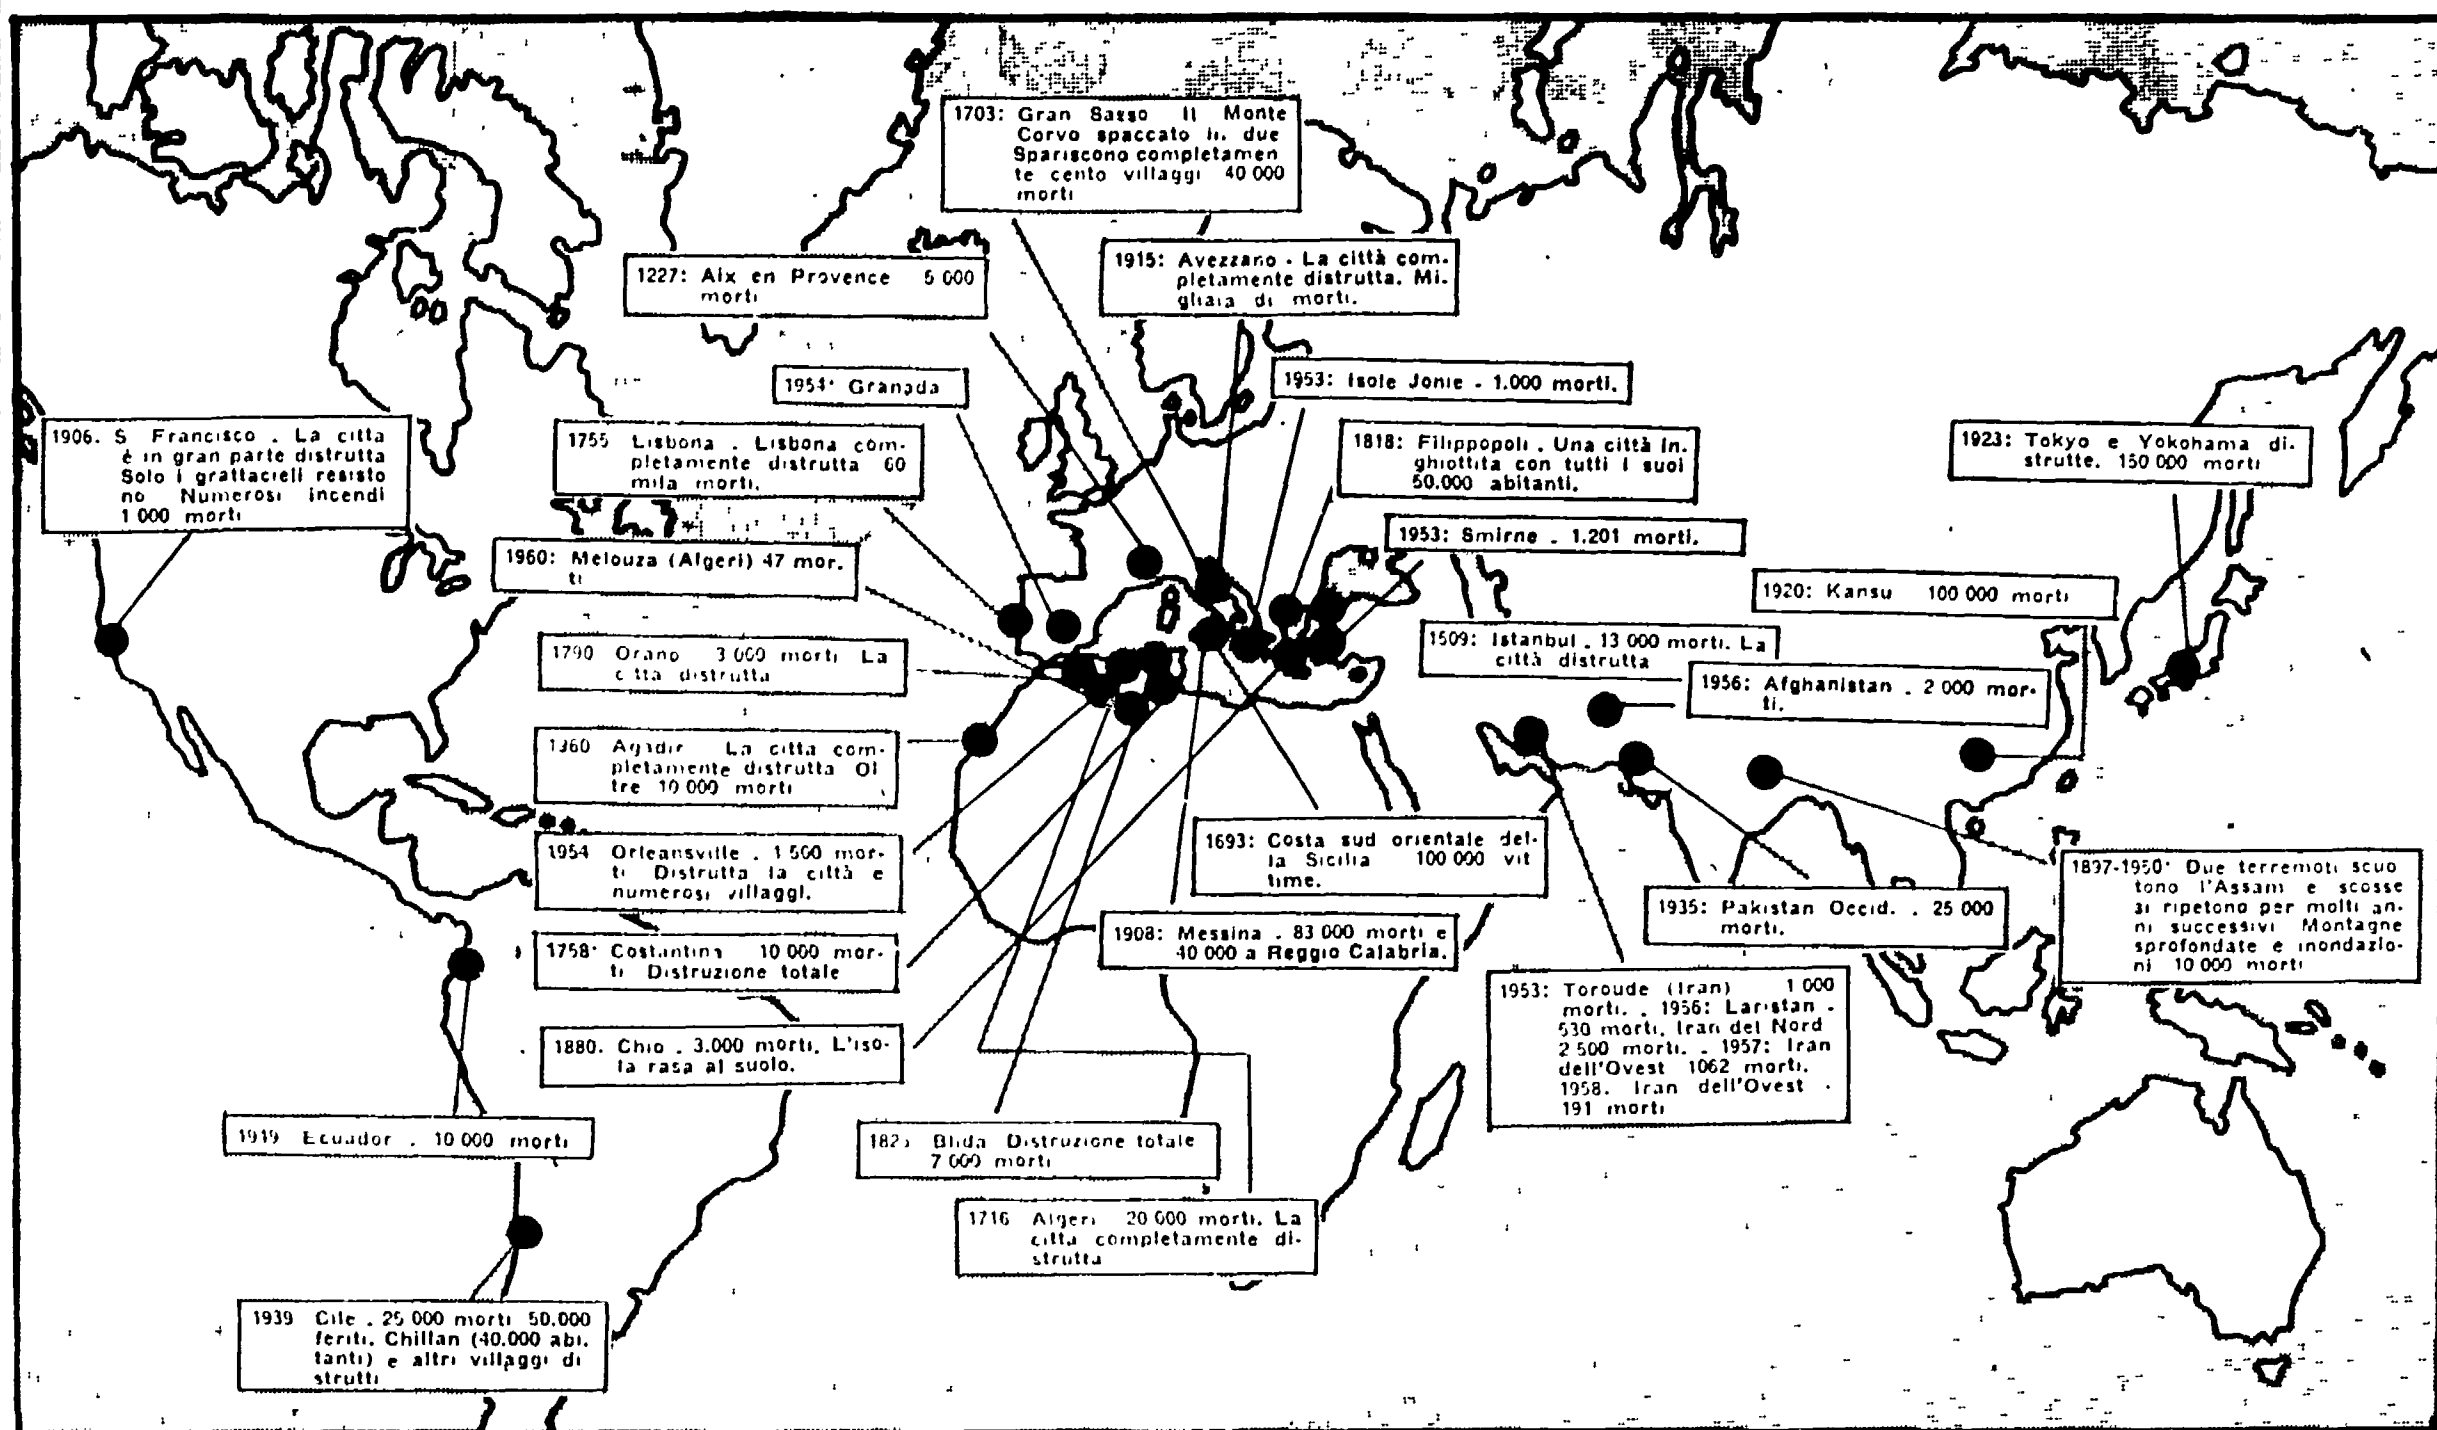 1703: Gran Sasso Il Monte
Corvo spaccato in due
Spariscono completamen
te cento villaggi 40 000
morti
1227: Aix en Provence 5 000
morti
1915: Avezzano - La città com-
pletamente distrutta. Mi-
gliaia di morti.
1954: Granada
1953: Isole Jonie - 1.000 morti.
1906. S Francisco . La citta
è in gran parte distrutta
Solo i grattacieli resisto
no Numerosi incendi
1 000 morti
1755 Lisbona . Lisbona com-
pletamente distrutta 60
mila morti.
1818: Filippopoli . Una città in-
ghiottita con tutti i suoi
50.000 abitanti.
1923: Tokyo e Yokohama di-
strutte. 150 000 morti
1953: Smirne . 1.201 morti.
1960: Melouza (Algeri) 47 mor.
ti
1920: Kansu 100 000 morti
1509: Istanbul . 13 000 morti. La
città distrutta
1790 Orano 3 000 morti La
citta distrutta
1956: Afghanistan . 2 000 mor-
ti.
1960 Agadir La citta com-
pletamente distrutta Ol
tre 10 000 morti
1954 Orleansville . 1 500 mor-
ti Distrutta la città e
numerosi villaggi.
1693: Costa sud orientale del-
la Sicilia 100 000 vit
time.
1897-1950: Due terremoti scuo
tono l'Assam e scosse
si ripetono per molti an-
ni successivi Montagne
sprofondate e inondazio-
ni 10 000 morti
1935: Pakistan Occid. . 25 000
morti.
1758: Costantina 10 000 mor-
ti Distruzione totale
1908: Messina . 83 000 morti e
40 000 a Reggio Calabria.
1953: Toroude (Iran) 1 000
morti. . 1956: Laristan -
530 morti. Iran del Nord
2 500 morti. . 1957: Iran
dell'Ovest 1062 morti.
1958. Iran dell'Ovest -
191 morti
1880. Chio . 3.000 morti. L'iso-
la rasa al suolo.
Ecuador . 10 000 morti
Blida Distruzione totale
7 000 morti
1716 Algeri 20 000 morti. La
citta completamente di-
strutta
1939 Cile . 25 000 morti 50.000
feriti. Chillan (40.000 abi.
tanti) e altri villaggi di
strutti